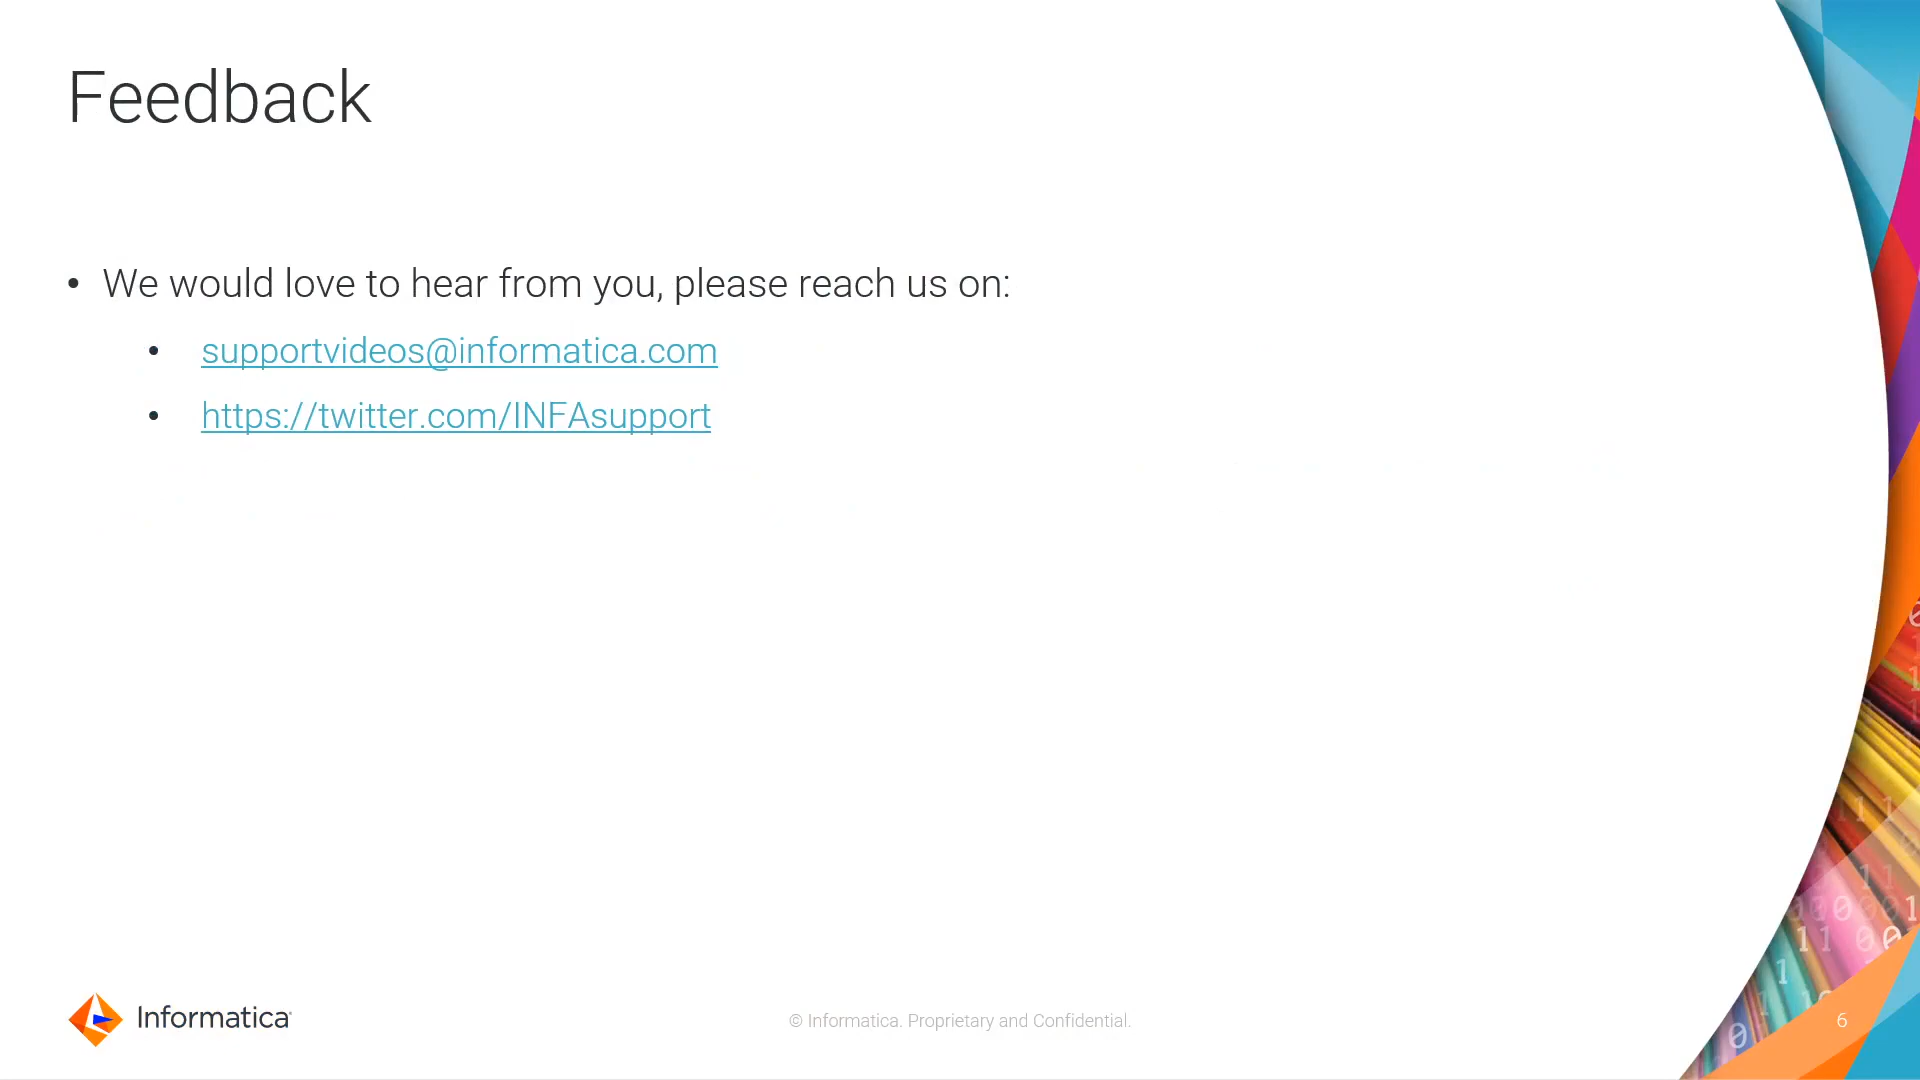 Feedback
• We would love to hear from you, please reach us on:
• supportvideos@informatica.com
• https://twitter.com/INFAsupport
Informatica
© Informatica. Proprietary and Confidential.
6